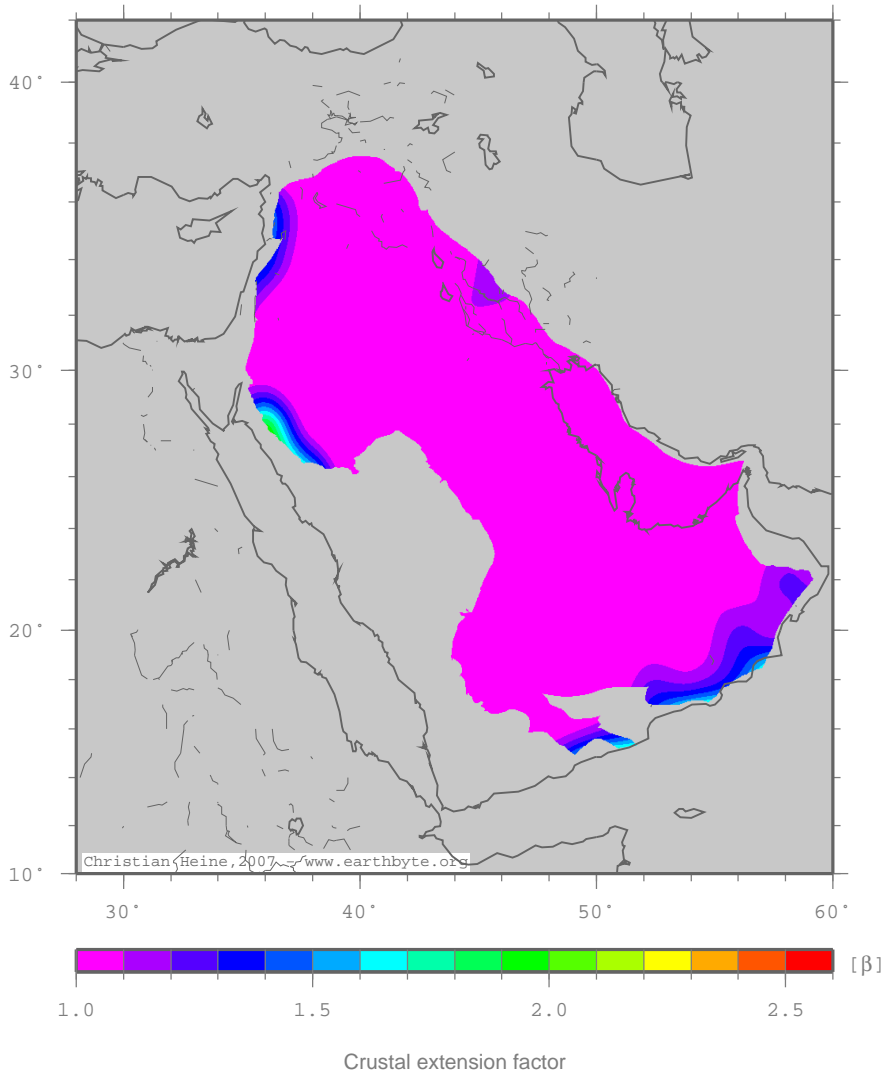 40°
30°
20°
10°
Christian Heine,2007 – www.earthbyte.org
30° 40° 50° 60°
[β]
1.0 1.5 2.0 2.5
Crustal extension factor